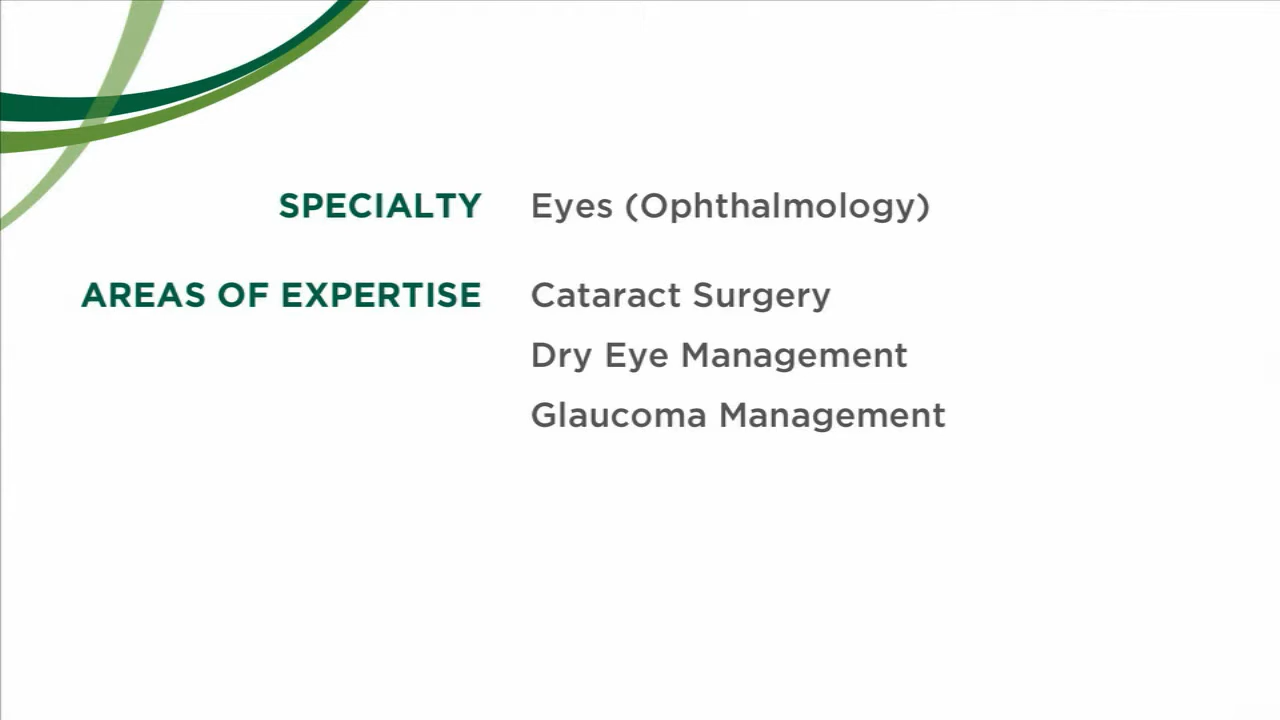 SPECIALTY Eyes (Ophthalmology)
AREAS OF EXPERTISE Cataract Surgery
Dry Eye Management
Glaucoma Management